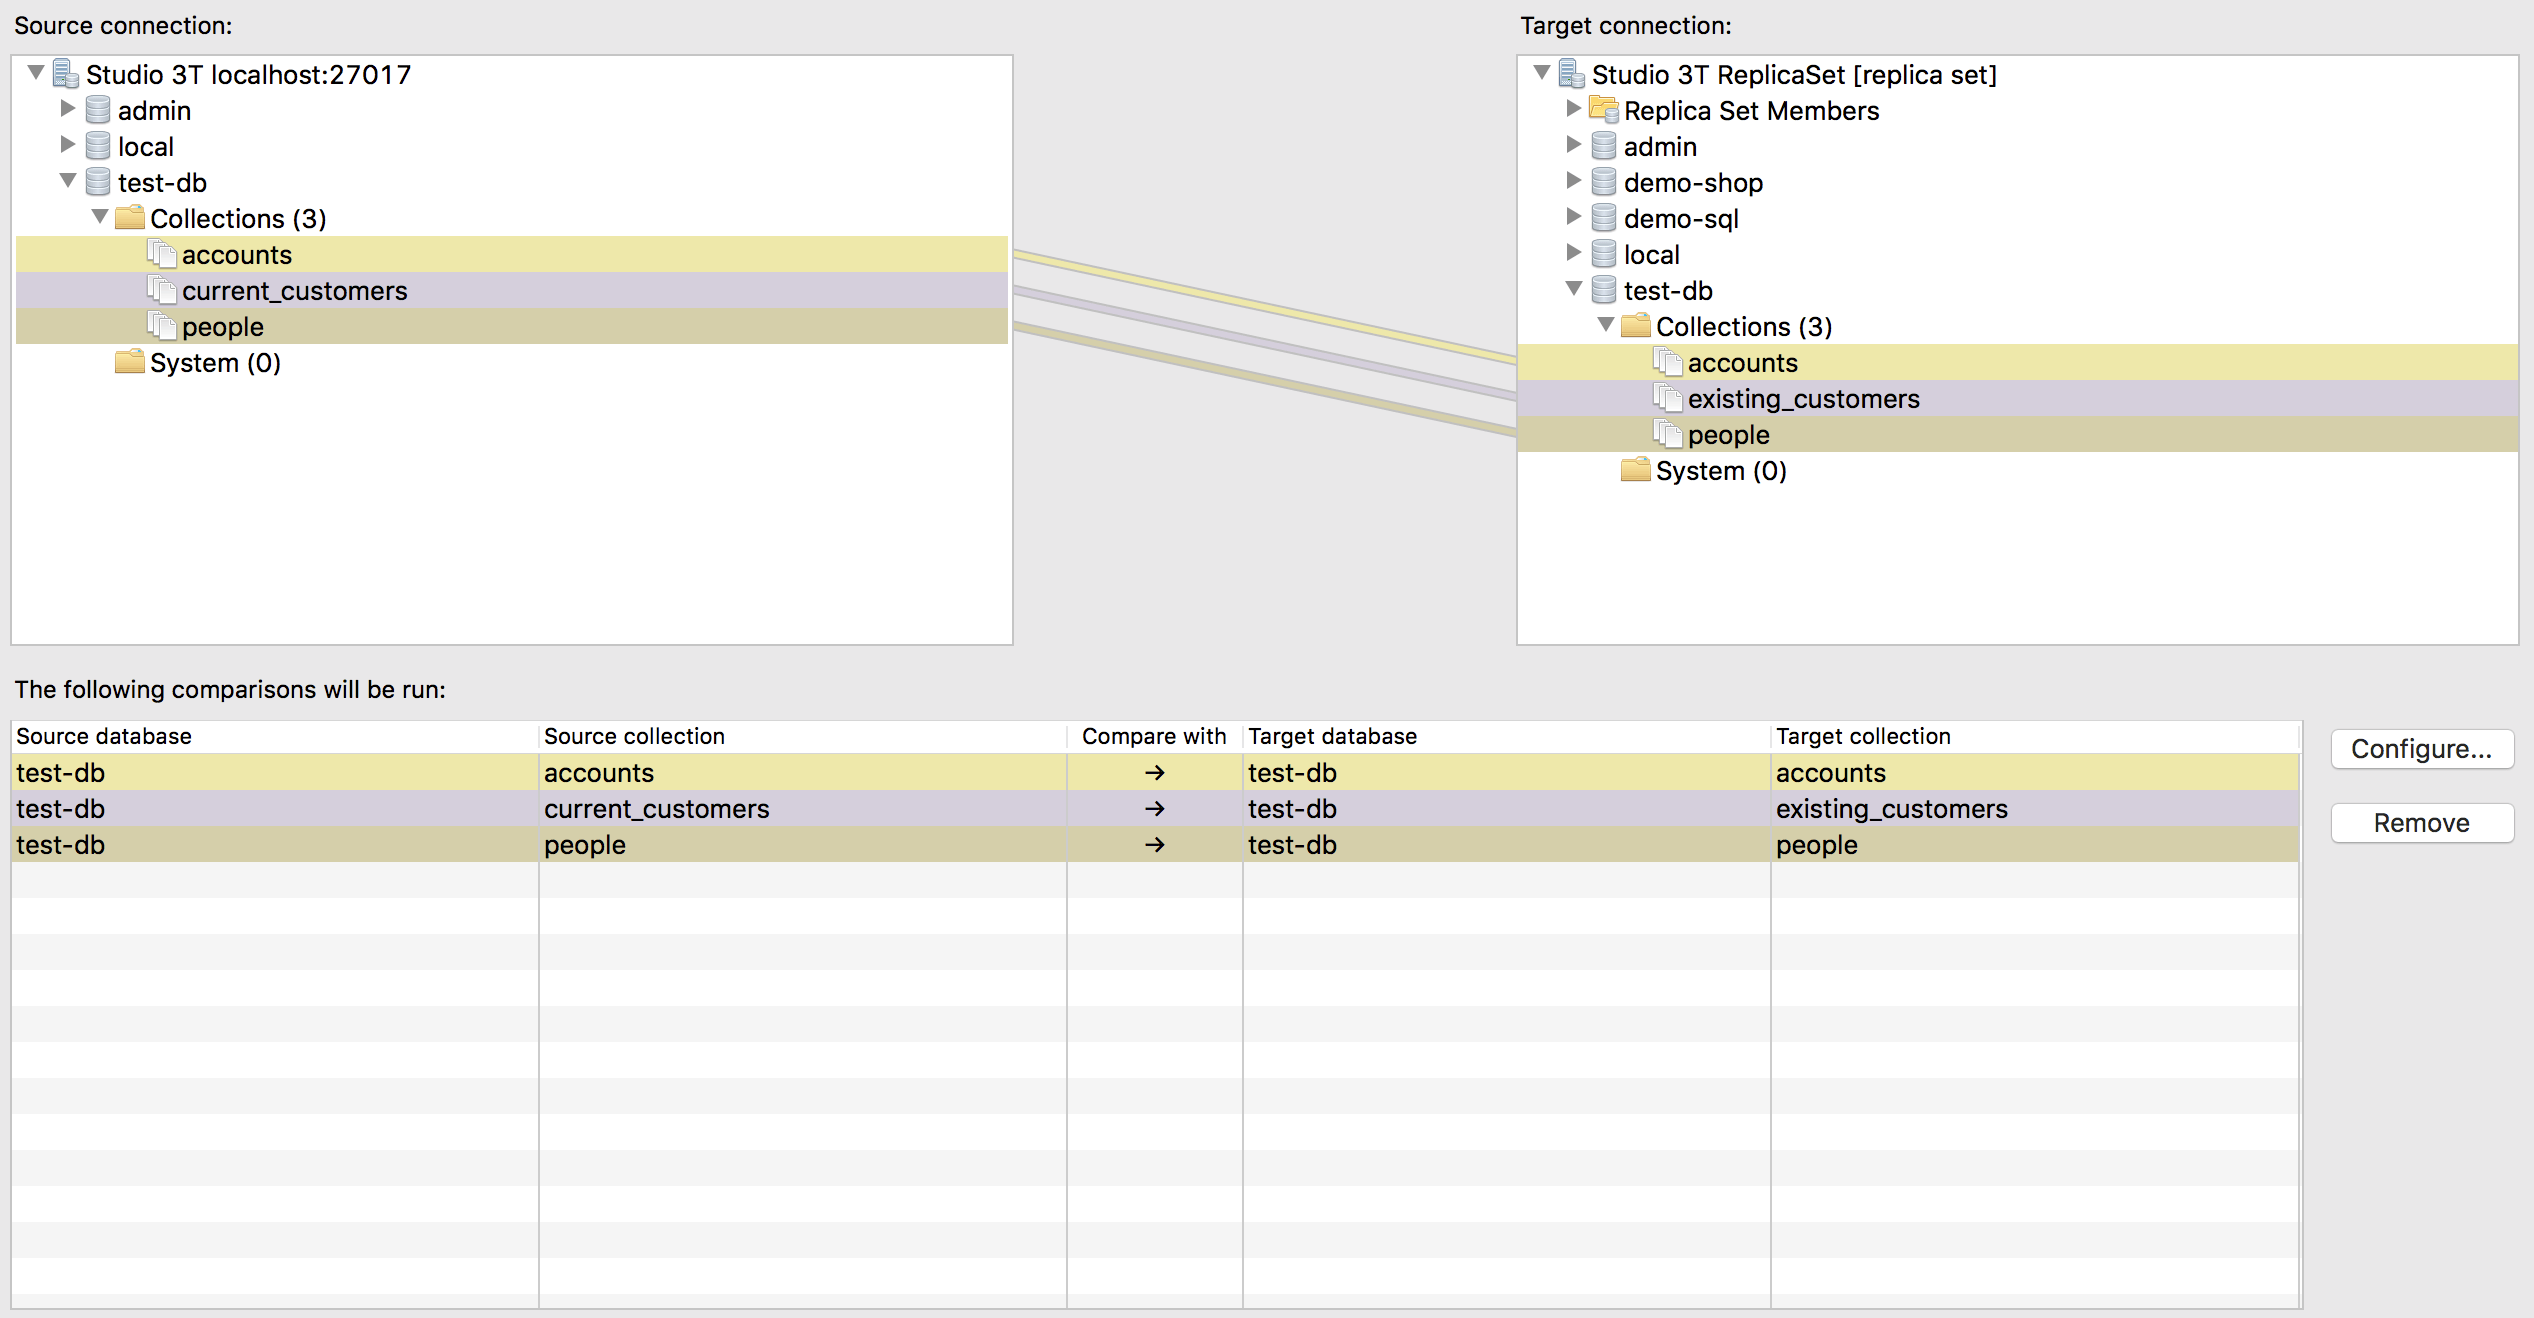 Source connection:
Studio 3T localhost:27017
admin
local
test-db
Collections (3)
accounts
current_customers
people
System (0)
Target connection:
Studio 3T ReplicaSet [replica set]
Replica Set Members
admin
demo-shop
demo-sql
local
test-db
Collections (3)
accounts
existing_customers
people
System (0)
The following comparisons will be run:
Source database Source collection Compare with Target database Target collection
test-db accounts → test-db accounts
test-db current_customers → test-db existing_customers
test-db people → test-db people
Configure...
Remove